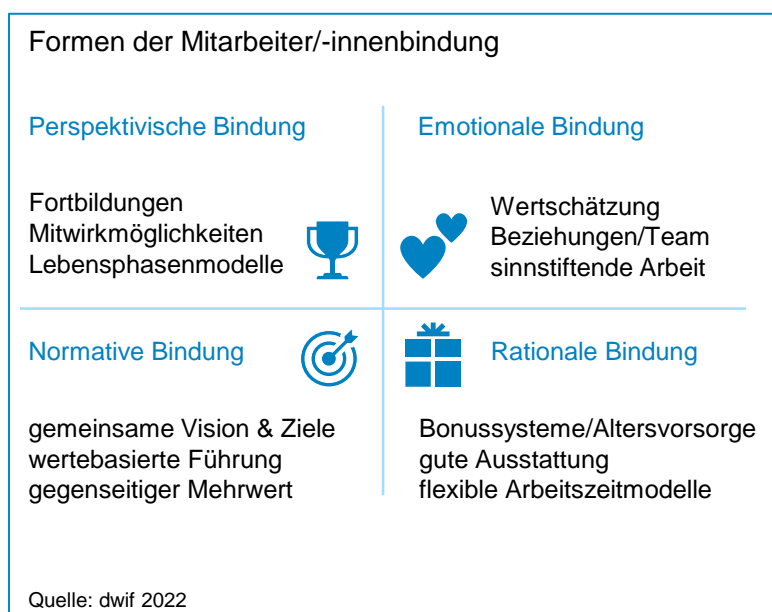 Formen der Mitarbeiter/-innenbindung
Perspektivische Bindung
Fortbildungen
Mitwirkmöglichkeiten
Lebensphasenmodelle
Emotionale Bindung
Wertschätzung
Beziehungen/Team
sinnstiftende Arbeit
Normative Bindung
gemeinsame Vision & Ziele
wertebasierte Führung
gegenseitiger Mehrwert
Rationale Bindung
Bonussysteme/Altersvorsorge
gute Ausstattung
flexible Arbeitszeitmodelle
Quelle: dwif 2022